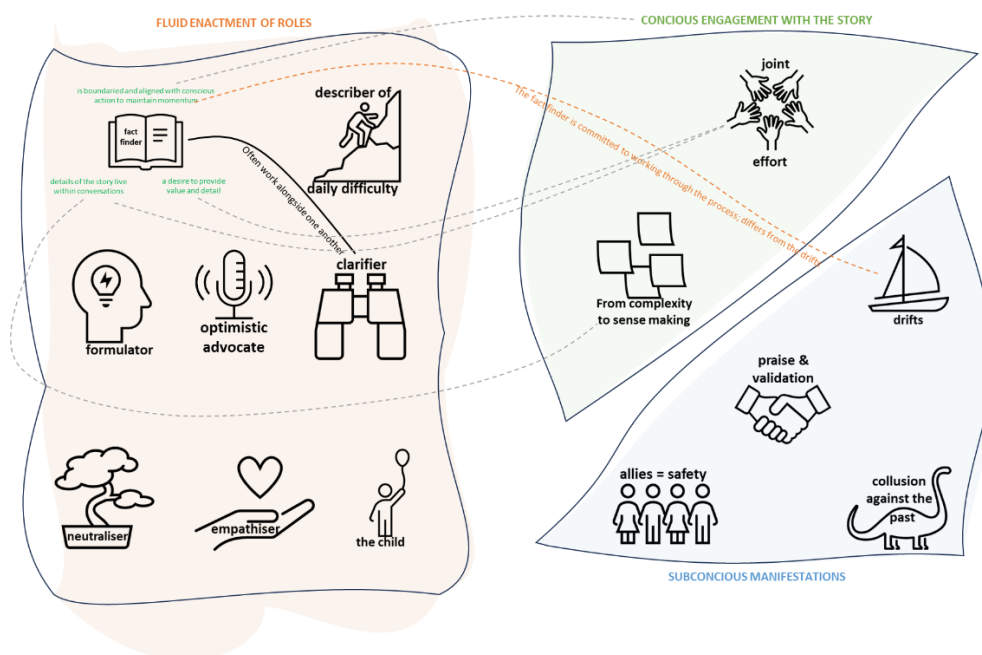 FLUID ENACTMENT OF ROLES
CONCIOUS ENGAGEMENT WITH THE STORY
is boundaried and aligned with conscious
action to maintain momentum
fact
finder
describer of
daily difficulty
details of the story live
within conversations
a desire to provide
value and detail
Often work alongside one another
The fact finder is committed to working through the process, differs from the drifts
joint
effort
formulator
optimistic
advocate
clarifier
From complexity
to sense making
drifts
praise &
validation
neutraliser
empathiser
the child
allies = safety
collusion
against the
past
SUBCONCIOUS MANIFESTATIONS